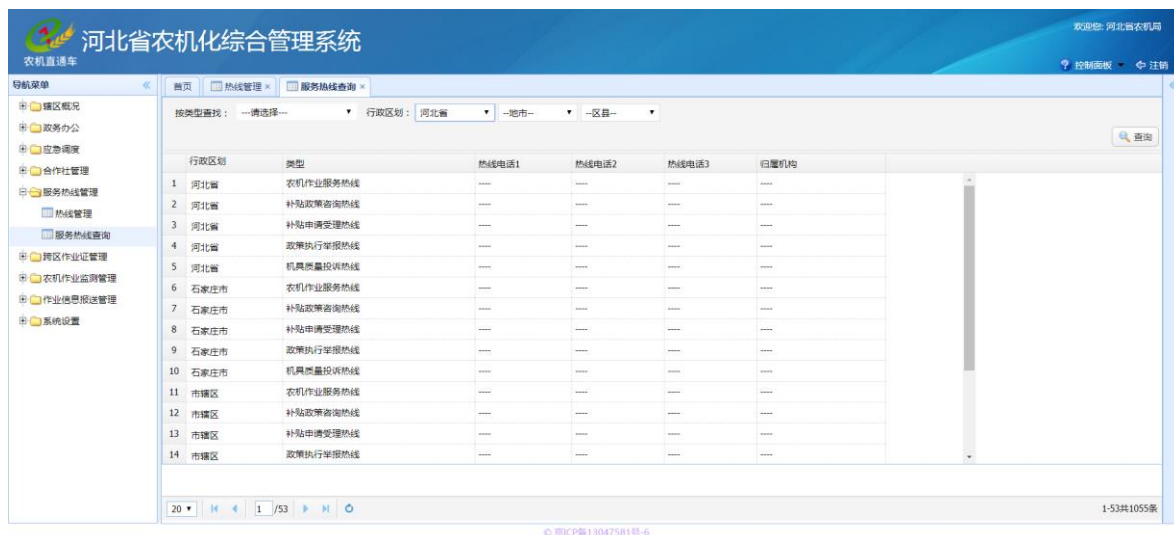 河北省农机化综合管理系统
农机直通车
欢迎您: 河北省农机局
控制面板 注销
导航菜单
辖区概况
政务办公
应急调度
合作社管理
服务热线管理
热线管理
服务热线查询
跨区作业证管理
农机作业监测管理
作业信息报送管理
系统设置
首页 热线管理 × 服务热线查询 ×
按类型查找： ---请选择--- 行政区划： 河北省 --地市-- --区县--
查询
行政区划 类型 热线电话1 热线电话2 热线电话3 归属机构
1 河北省 农机作业服务热线 ---- ---- ---- ----
2 河北省 补贴政策咨询热线 ---- ---- ---- ----
3 河北省 补贴申请受理热线 ---- ---- ---- ----
4 河北省 政策执行举报热线 ---- ---- ---- ----
5 河北省 机具质量投诉热线 ---- ---- ---- ----
6 石家庄市 农机作业服务热线 ---- ---- ---- ----
7 石家庄市 补贴政策咨询热线 ---- ---- ---- ----
8 石家庄市 补贴申请受理热线 ---- ---- ---- ----
9 石家庄市 政策执行举报热线 ---- ---- ---- ----
10 石家庄市 机具质量投诉热线 ---- ---- ---- ----
11 市辖区 农机作业服务热线 ---- ---- ---- ----
12 市辖区 补贴政策咨询热线 ---- ---- ---- ----
13 市辖区 补贴申请受理热线 ---- ---- ---- ----
14 市辖区 政策执行举报热线 ---- ---- ---- ----
20 1 /53
1-53共1055条
© 京ICP备13047581号-6